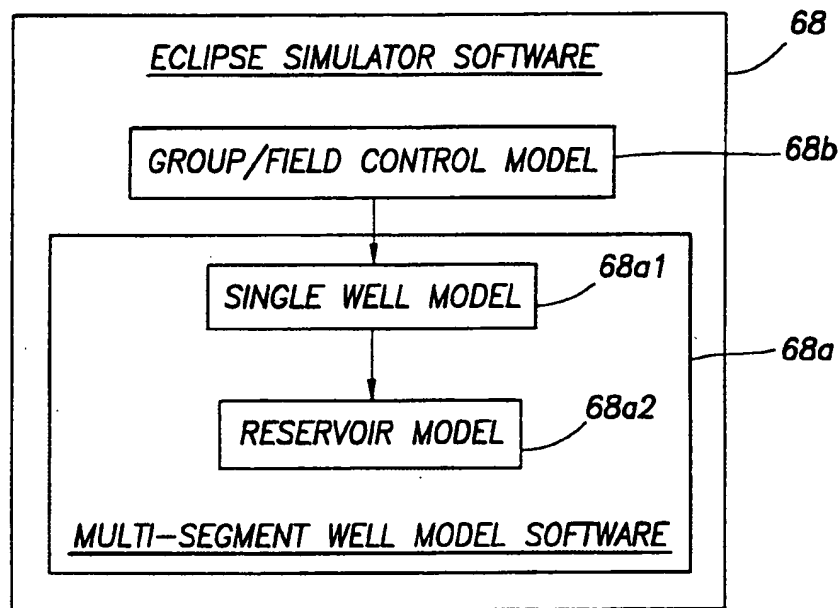 68
ECLIPSE SIMULATOR SOFTWARE
GROUP/FIELD CONTROL MODEL
68b
68a1
SINGLE WELL MODEL
68a
68a2
RESERVOIR MODEL
MULTI-SEGMENT WELL MODEL SOFTWARE